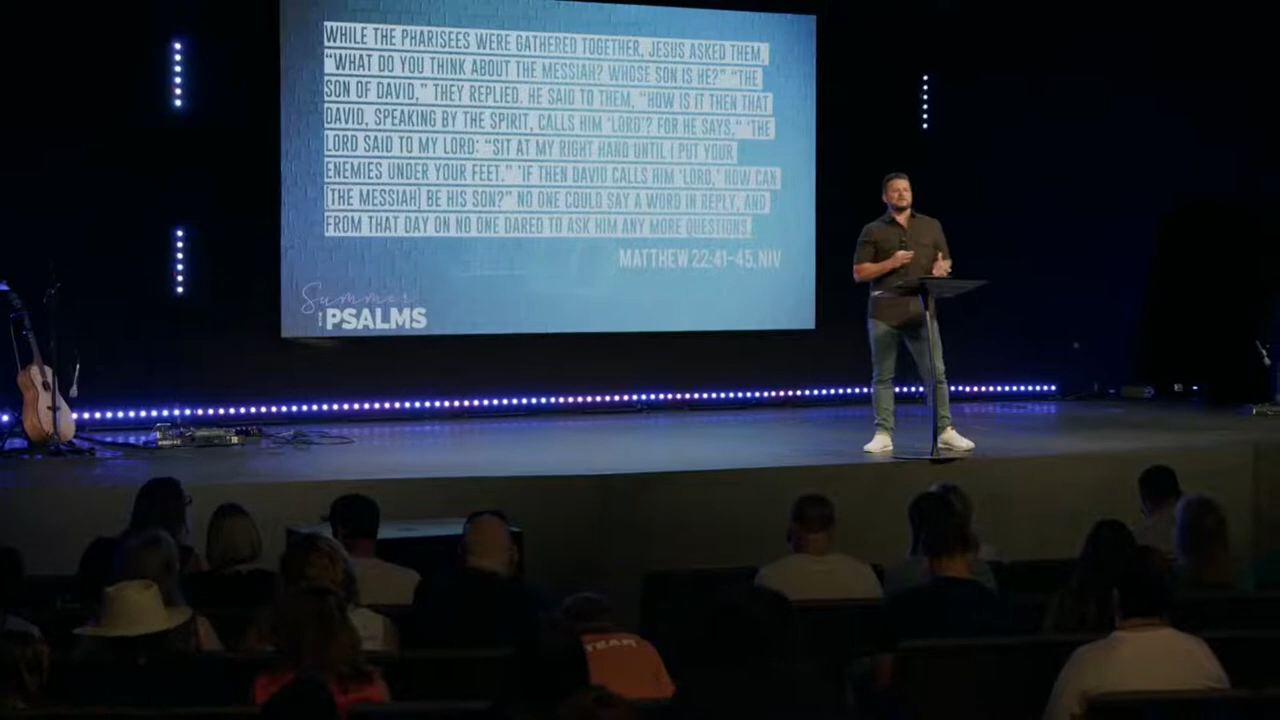 WHILE THE PHARISEES WERE GATHERED TOGETHER, JESUS ASKED THEM,
“WHAT DO YOU THINK ABOUT THE MESSIAH? WHOSE SON IS HE?” “THE
SON OF DAVID,” THEY REPLIED. HE SAID TO THEM, “HOW IS IT THEN THAT
DAVID, SPEAKING BY THE SPIRIT, CALLS HIM ‘LORD’? FOR HE SAYS,” ‘THE
LORD SAID TO MY LORD: “SIT AT MY RIGHT HAND UNTIL I PUT YOUR
ENEMIES UNDER YOUR FEET.” ’IF THEN DAVID CALLS HIM ‘LORD,’ HOW CAN
[THE MESSIAH] BE HIS SON?” NO ONE COULD SAY A WORD IN REPLY, AND
FROM THAT DAY ON NO ONE DARED TO ASK HIM ANY MORE QUESTIONS.
MATTHEW 22:41-45, NIV
Summer
IN PSALMS
TEAM